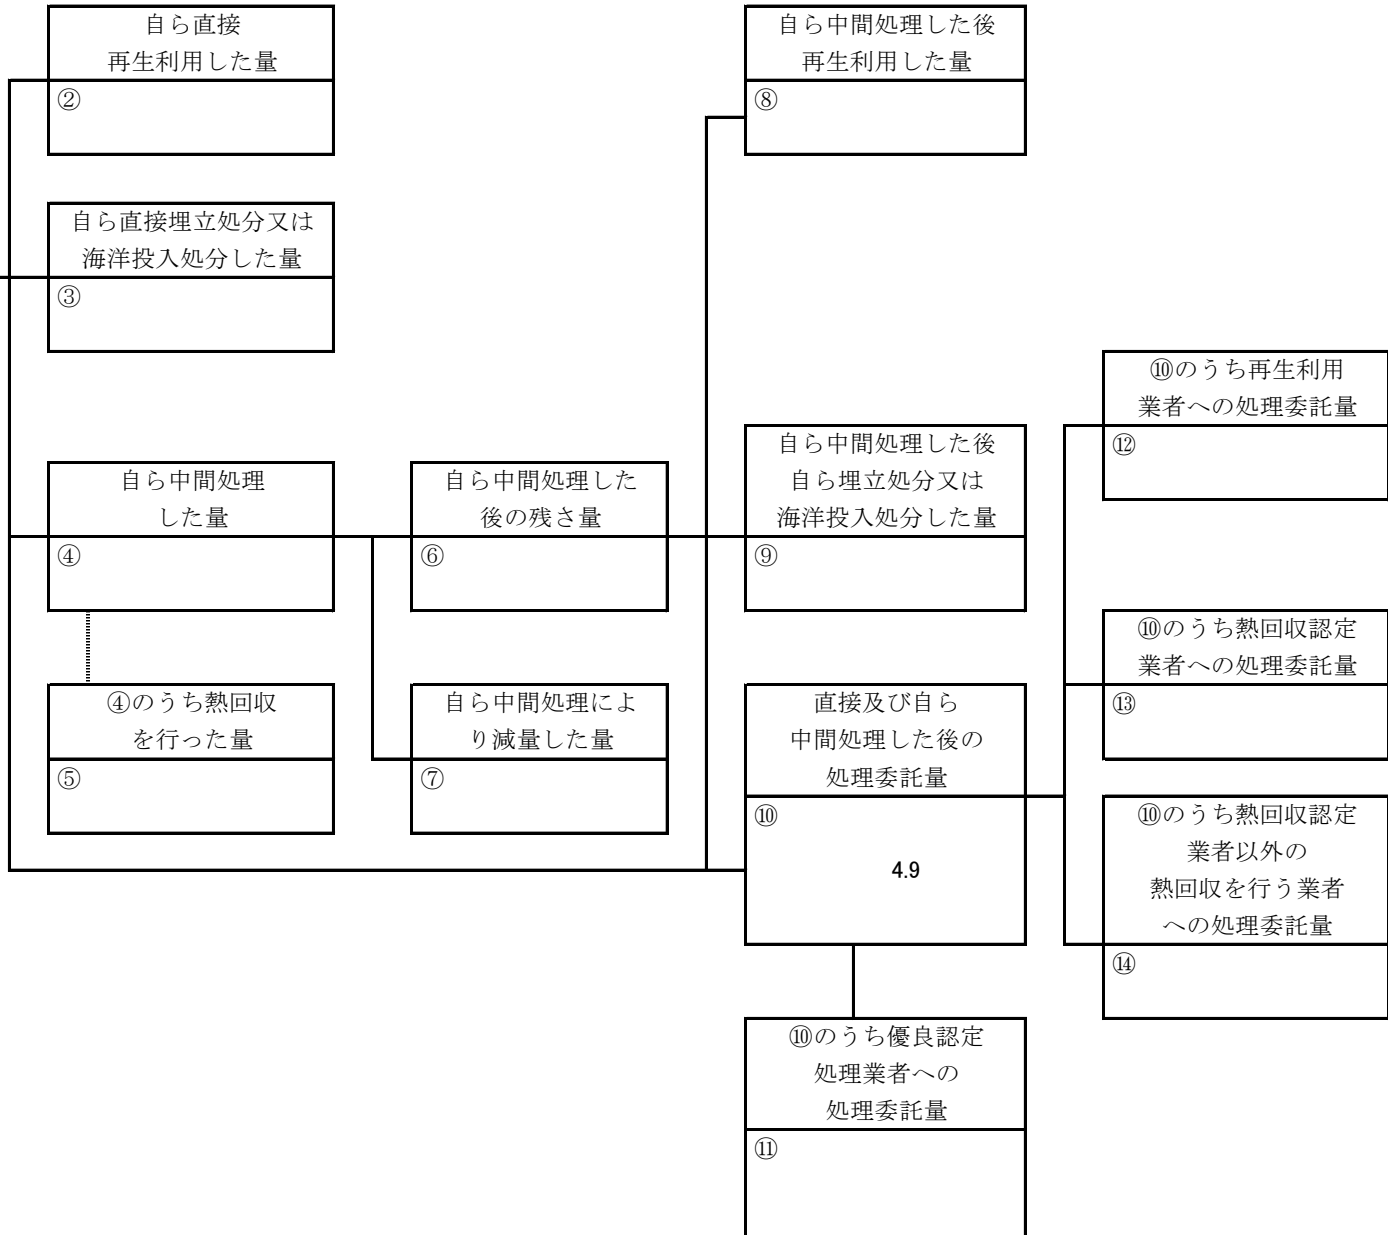 自ら直接
再生利用した量
②
自ら中間処理した後
再生利用した量
⑧
自ら直接埋立処分又は
海洋投入処分した量
③
⑩のうち再生利用
業者への処理委託量
⑫
自ら中間処理
した量
④
自ら中間処理した
後の残さ量
⑥
自ら中間処理した後
自ら埋立処分又は
海洋投入処分した量
⑨
⑩のうち熱回収認定
業者への処理委託量
⑬
④のうち熱回収
を行った量
⑤
自ら中間処理によ
り減量した量
⑦
直接及び自ら
中間処理した後の
処理委託量
⑩
4.9
⑩のうち熱回収認定
業者以外の
熱回収を行う業者
への処理委託量
⑭
⑩のうち優良認定
処理業者への
処理委託量
⑪